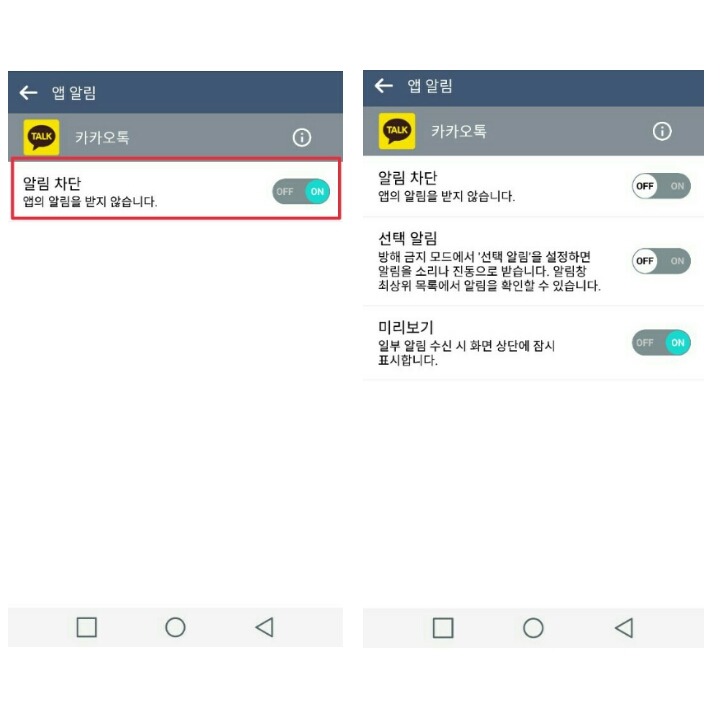 앱 알림
TALK
카카오톡
알림 차단
앱의 알림을 받지 않습니다.
OFF ON
앱 알림
TALK
카카오톡
알림 차단
앱의 알림을 받지 않습니다.
OFF ON
선택 알림
방해 금지 모드에서 '선택 알림'을 설정하면
알림을 소리나 진동으로 받습니다. 알림창
최상위 목록에서 알림을 확인할 수 있습니다.
OFF ON
미리보기
일부 알림 수신 시 화면 상단에 잠시
표시합니다.
OFF ON